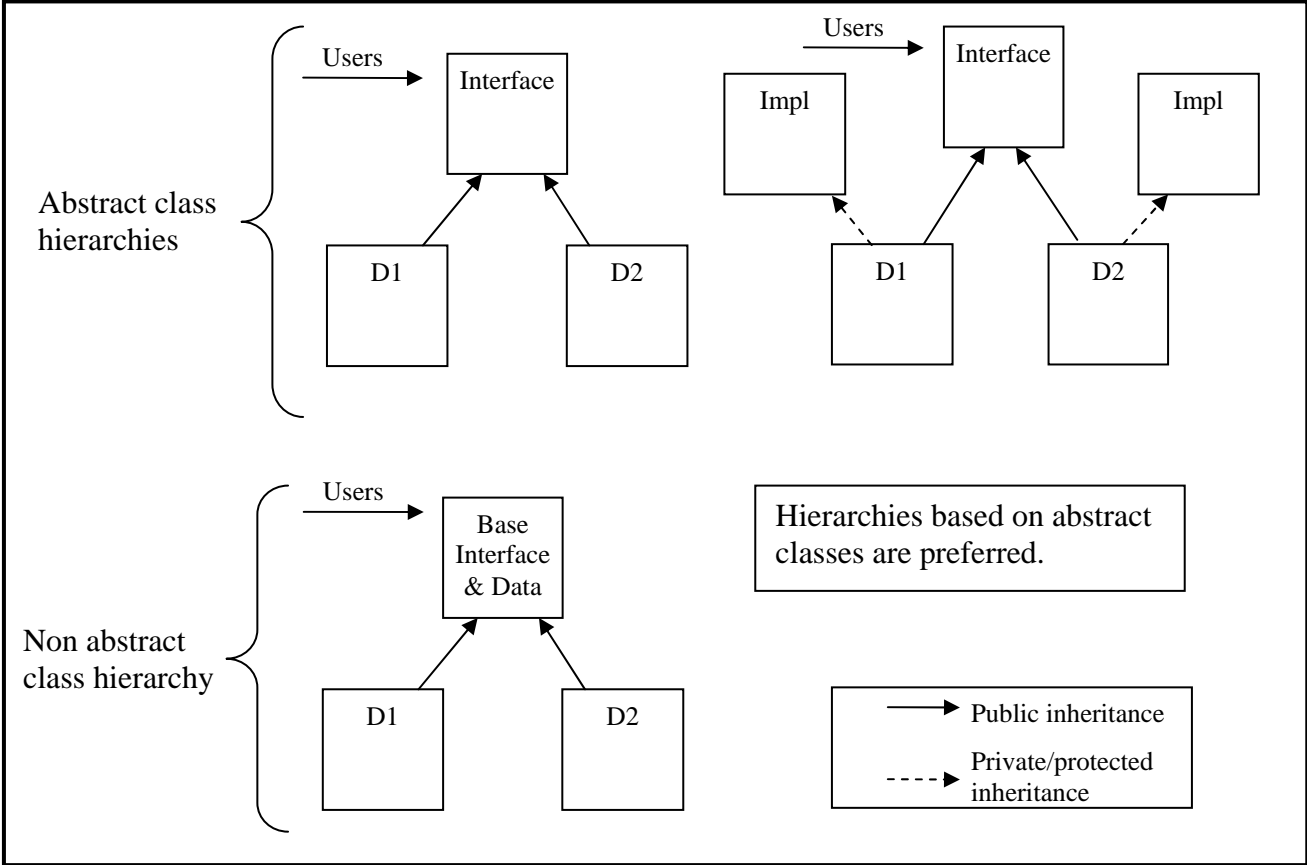 Users
Interface
D1
D2
Users
Interface
Impl
Impl
D1
D2
Abstract class
hierarchies
Users
Base
Interface
& Data
D1
D2
Non abstract
class hierarchy
Hierarchies based on abstract
classes are preferred.
Public inheritance
Private/protected
inheritance